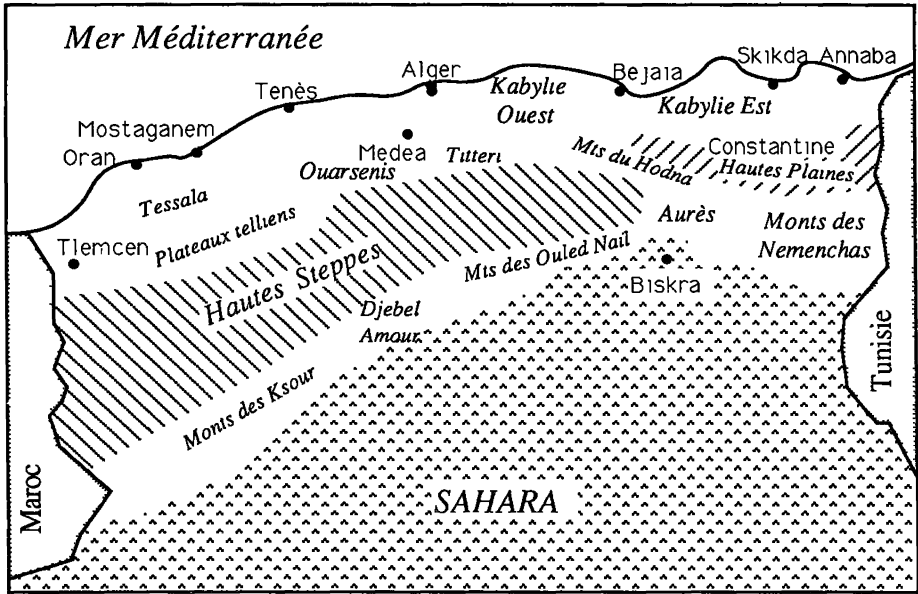 Mer Méditerranée
Skikda Annaba
Alger
Bejaia
Kabylie
Ouest
Kabylie Est
Tenès
Mostaganem
Oran
Medea
Titteri
Ouarsenis
Mts du Hodna
Constantine
Hautes Plaines
Tessala
Plateaux telliens
Aurès
Monts des
Nemenchas
Tlemcen
Hautes Steppes
Mts des Ouled Naïl
Biskra
Djebel
Amour
Monts des Ksour
Tunisie
Maroc
SAHARA